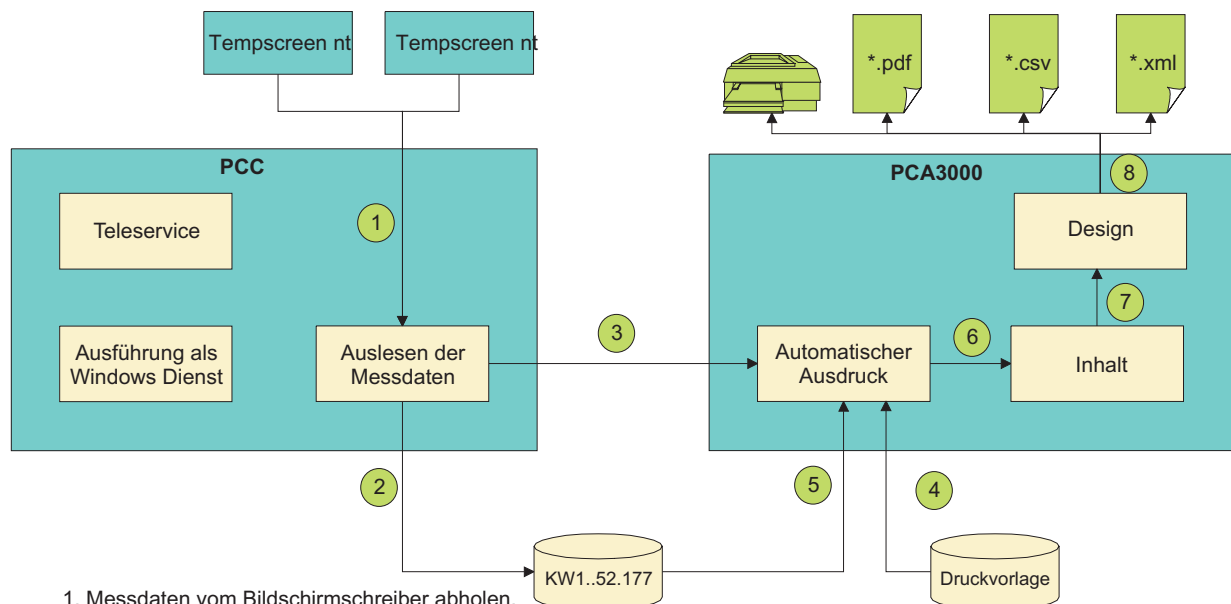 Tempscreen nt
Tempscreen nt
*.pdf
*.csv
*.xml
PCC
PCA3000
8
1
Teleservice
Design
3
6
7
Ausführung als
Windows Dienst
Auslesen der
Messdaten
Automatischer
Ausdruck
Inhalt
2
5
4
KW1..52.177
Druckvorlage
1. Messdaten vom Bildschirmschreiber abholen.